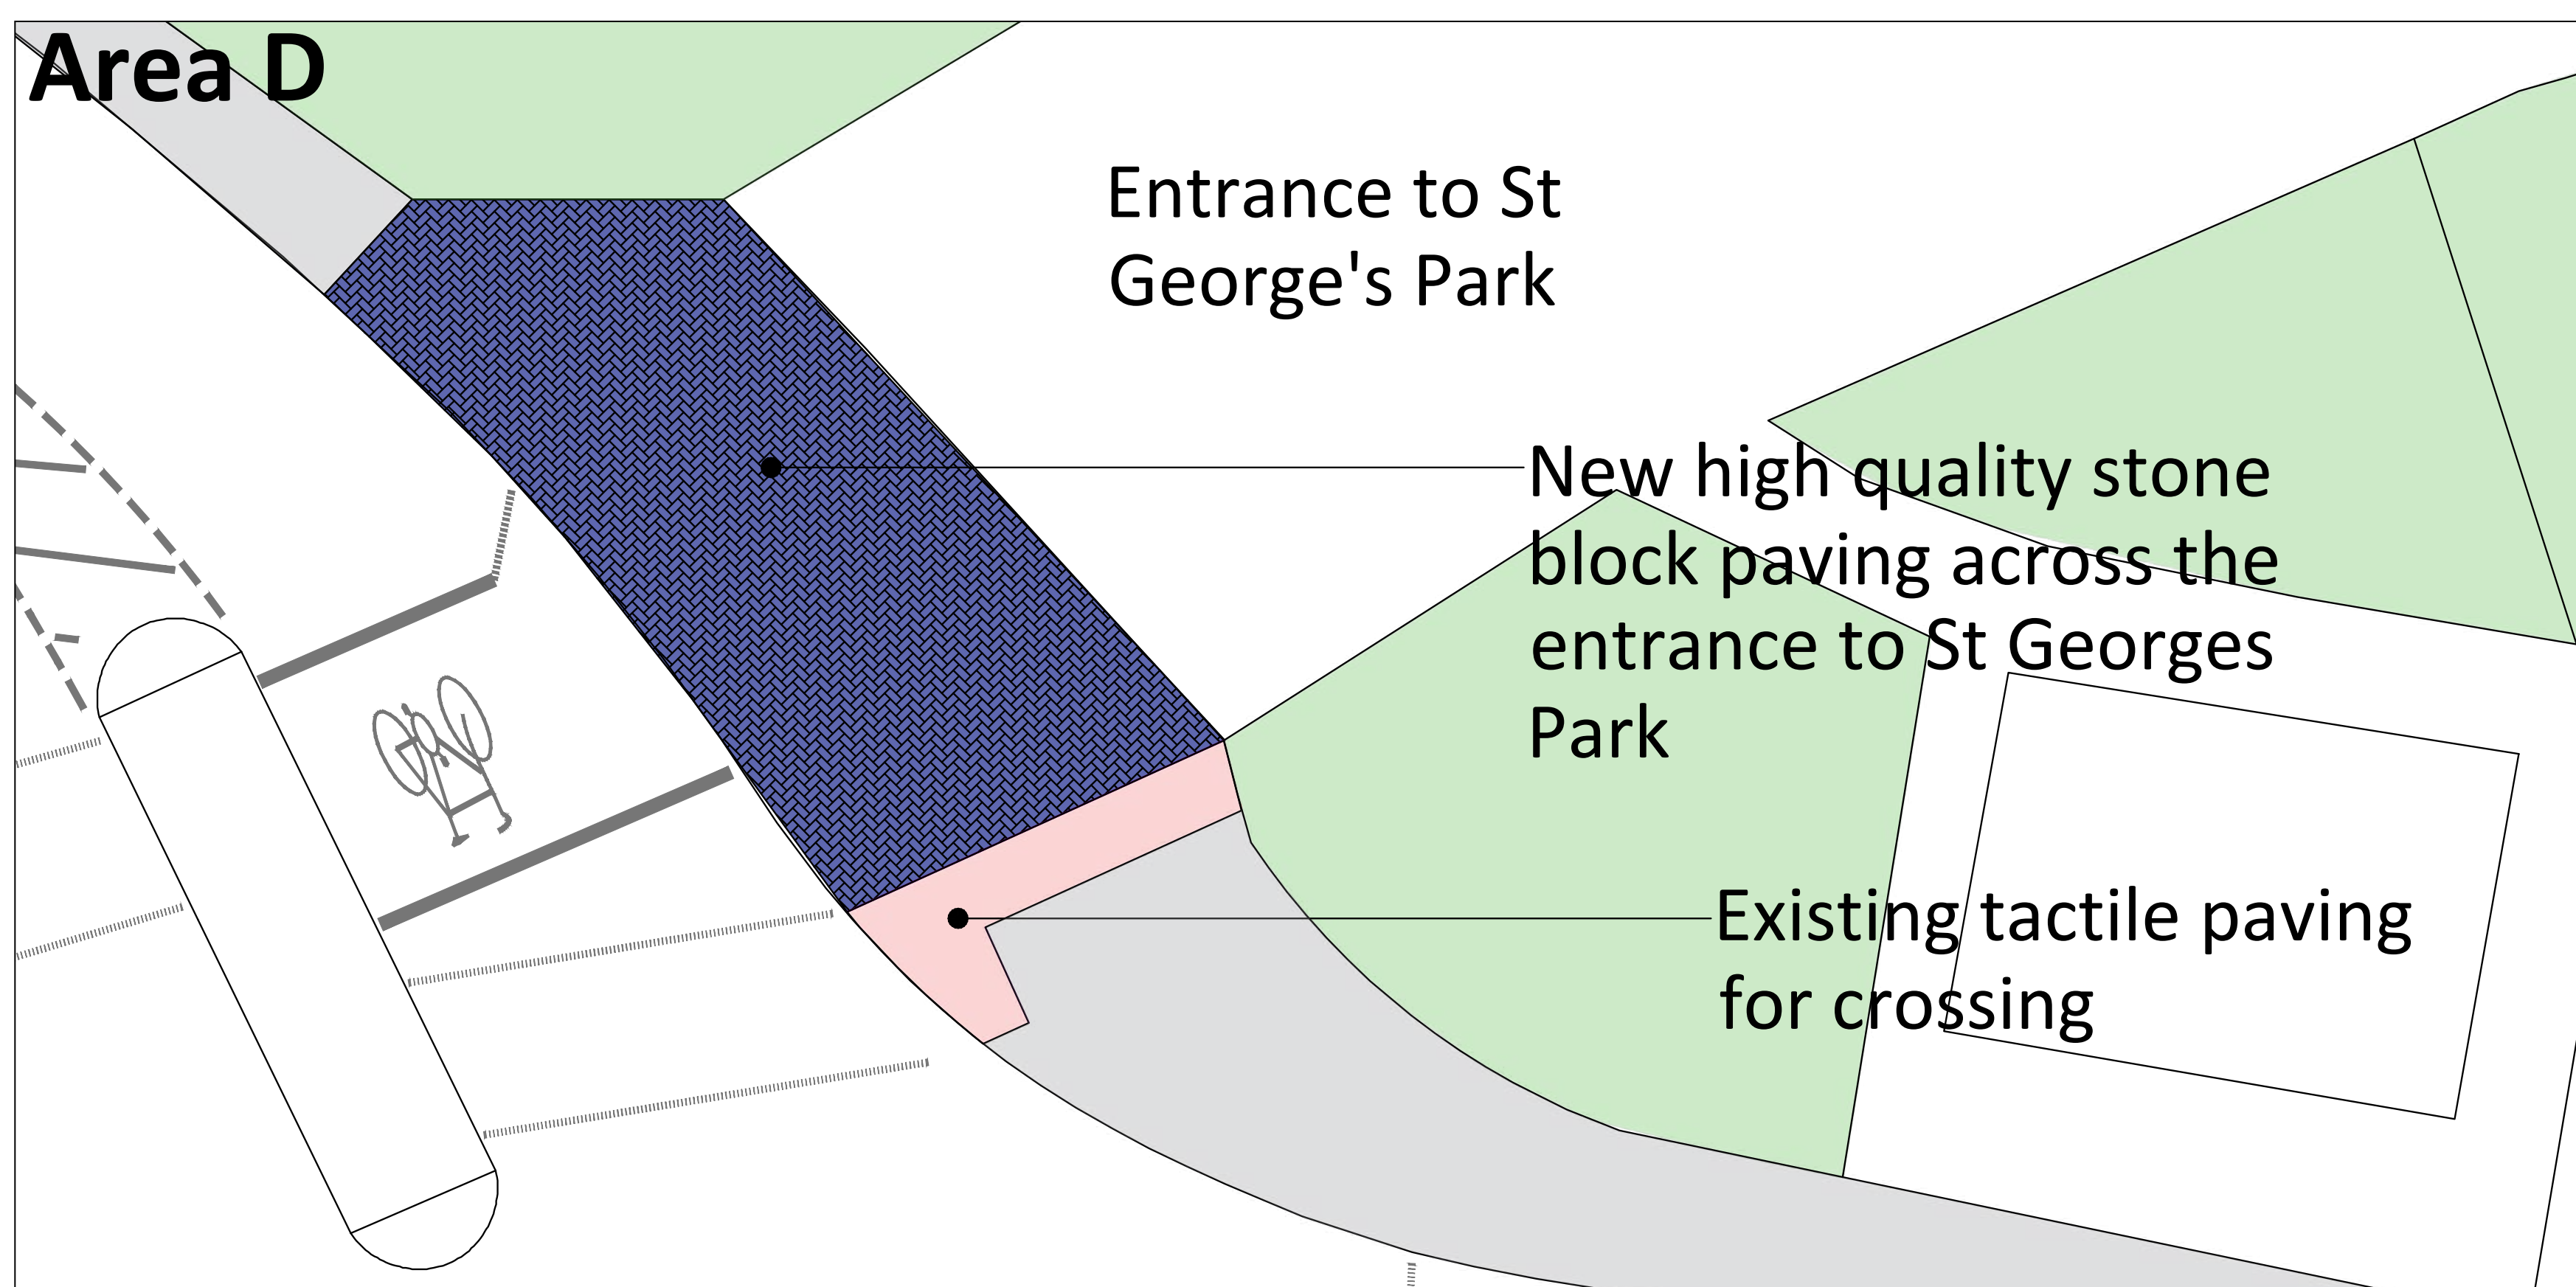 Area D
Entrance to St
George's Park
New high quality stone
block paving across the
entrance to St Georges
Park
Existing tactile paving
for crossing